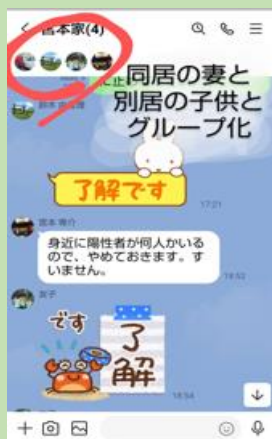 宮本家(4)
同居の妻と
別居の子供と
グループ化
了解です
17:21
身近に陽性者が何人かいる
ので、やめておきます。す
いません。
18:52
友子
です
了
解
18:54